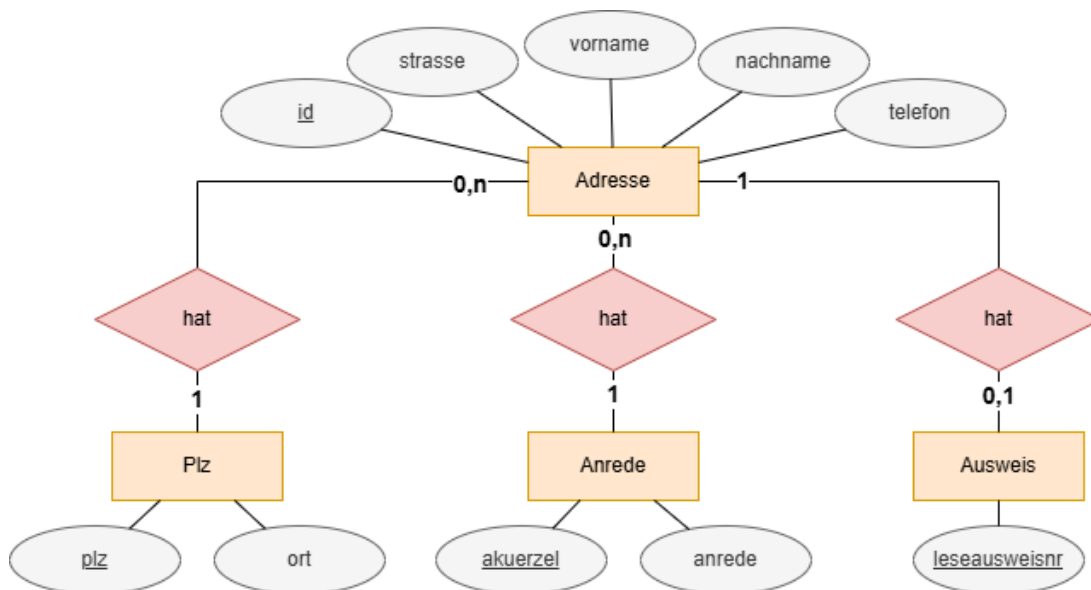 vorname
strasse
nachname
id
telefon
Adresse
0,n
1
0,n
hat
hat
hat
1
1
0,1
Plz
Anrede
Ausweis
plz
ort
akuerzel
anrede
leseausweisnr